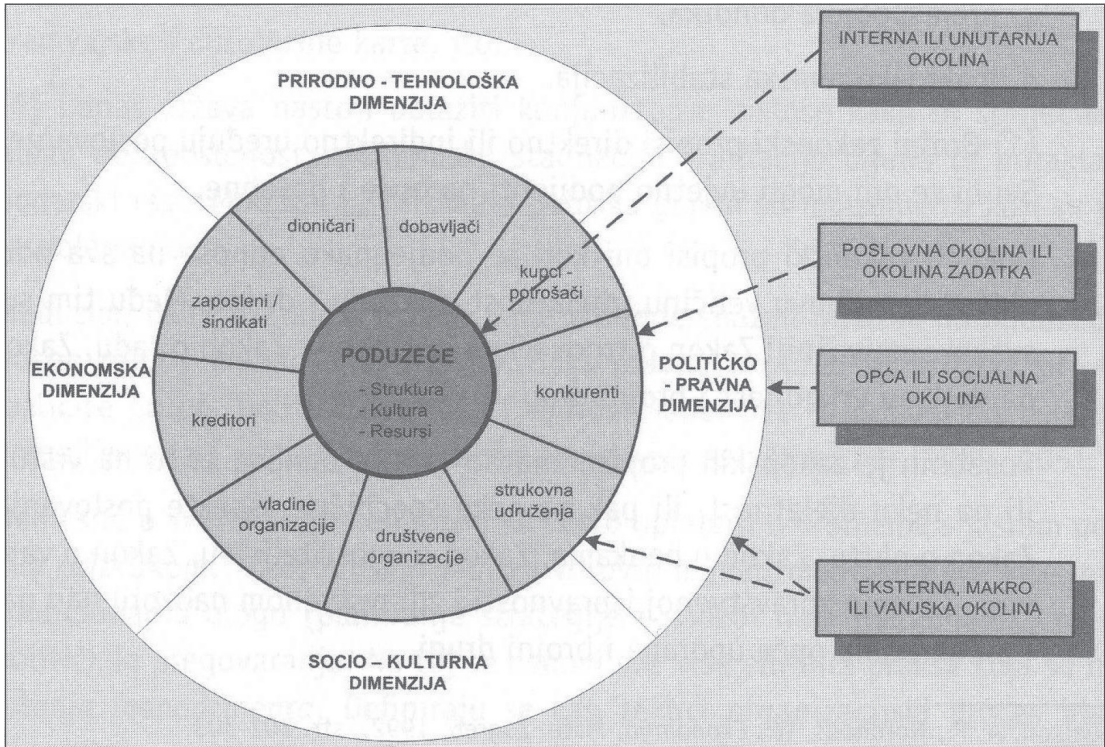 PRIRODNO - TEHNOLOŠKA
DIMENZIJA
dioničari
dobavljači
kupci -
potrošači
zaposleni /
sindikati
PODUZEĆE
- Struktura
- Kultura
- Resursi
konkurenti
kreditori
vladine
organizacije
društvene
organizacije
strukovna
udruženja
EKONOMSKA
DIMENZIJA
POLITIČKO
- PRAVNA
DIMENZIJA
SOCIO – KULTURNA
DIMENZIJA
INTERNA ILI UNUTARNJA
OKOLINA
POSLOVNA OKOLINA ILI
OKOLINA ZADATKA
OPĆA ILI SOCIJALNA
OKOLINA
EKSTERNA, MAKRO
ILI VANJSKA OKOLINA